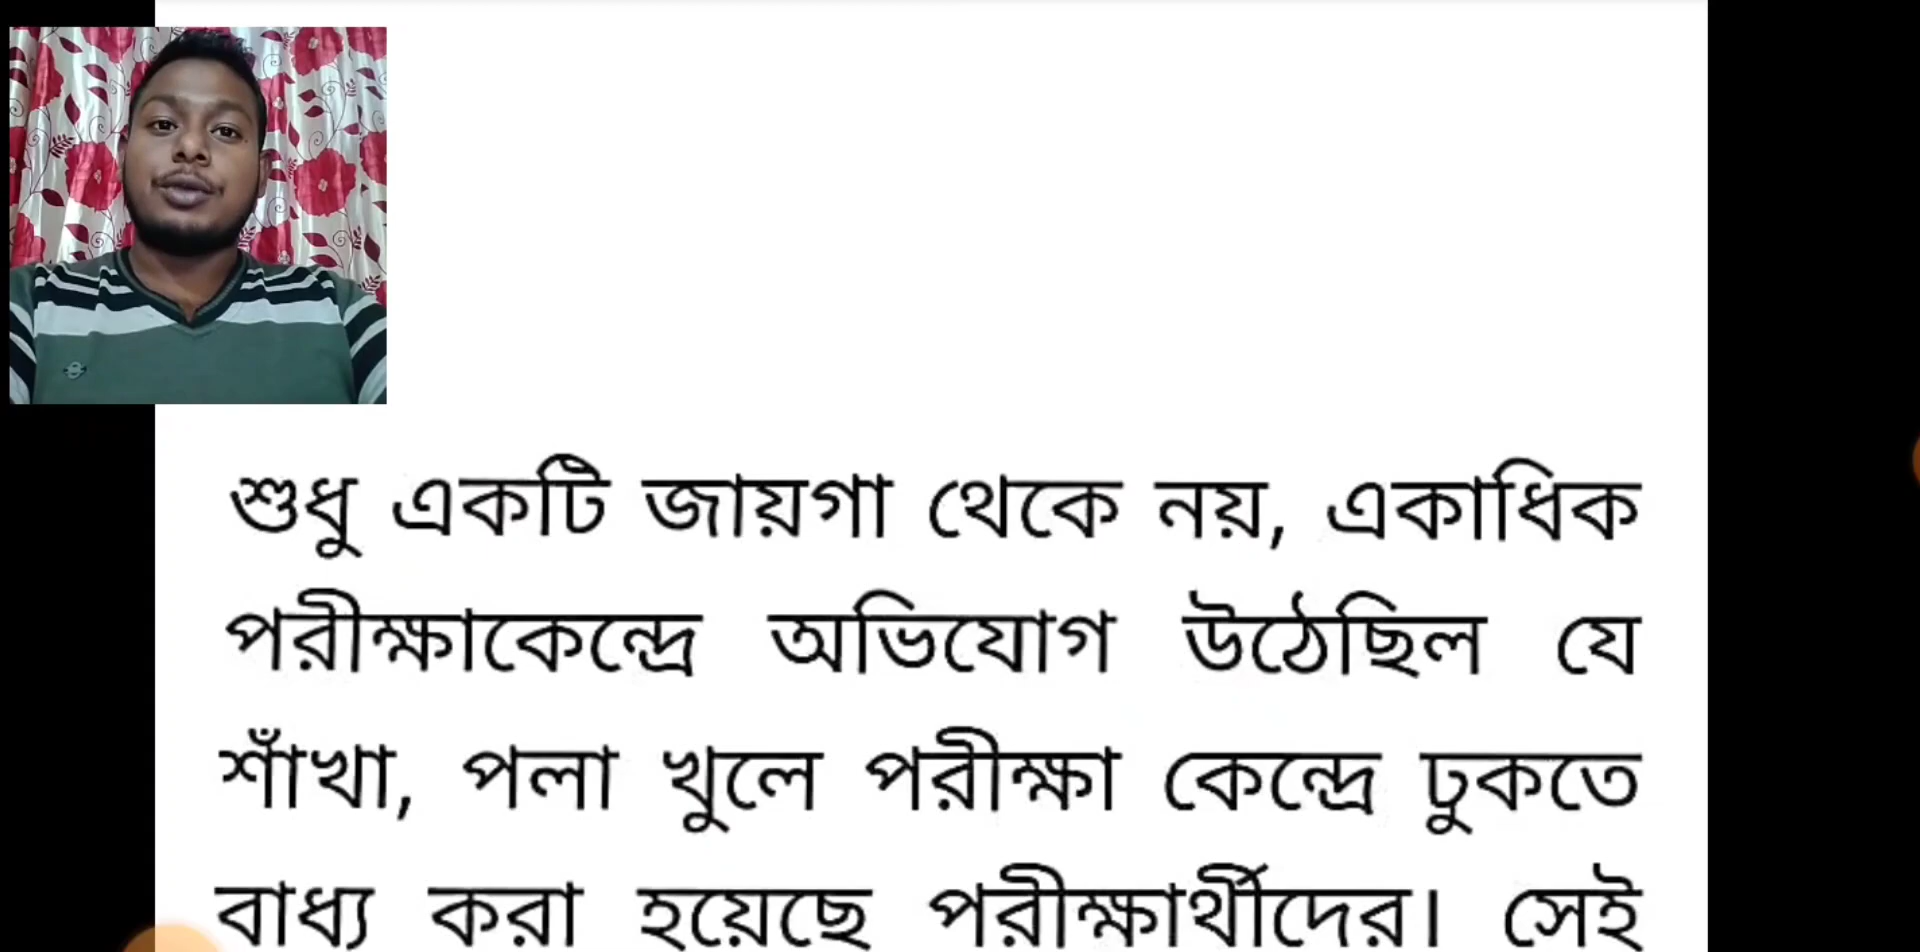 শুধু একটি জায়গা থেকে নয়, একাধিক
পরীক্ষাকেন্দ্রে অভিযোগ উঠেছিল যে
শাঁখা, পলা খুলে পরীক্ষা কেন্দ্রে ঢুকতে
বাধ্য করা হয়েছে পরীক্ষার্থীদের। সেই